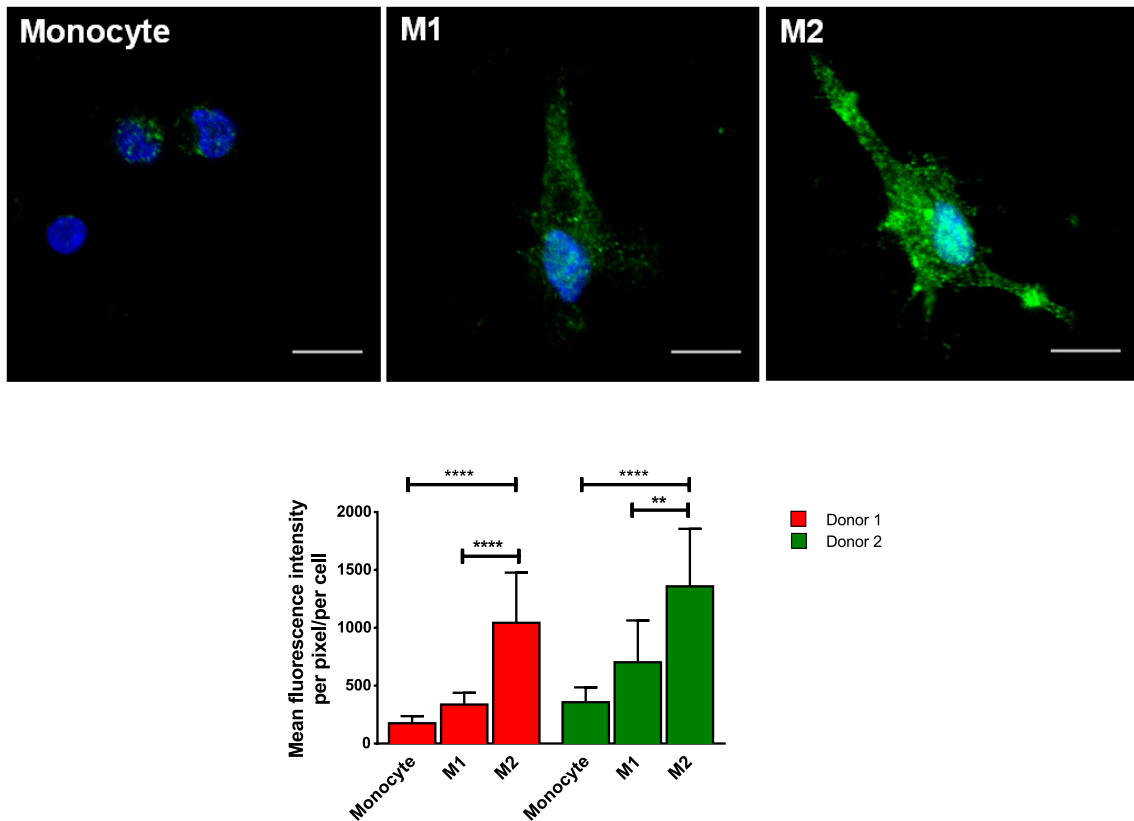 Monocyte
M1
M2
****
****
**
****
Mean fluorescence intensity
per pixel/per cell
2000
1500
1000
500
0
Monocyte
M1
M2
Monocyte
M1
M2
Donor 1
Donor 2